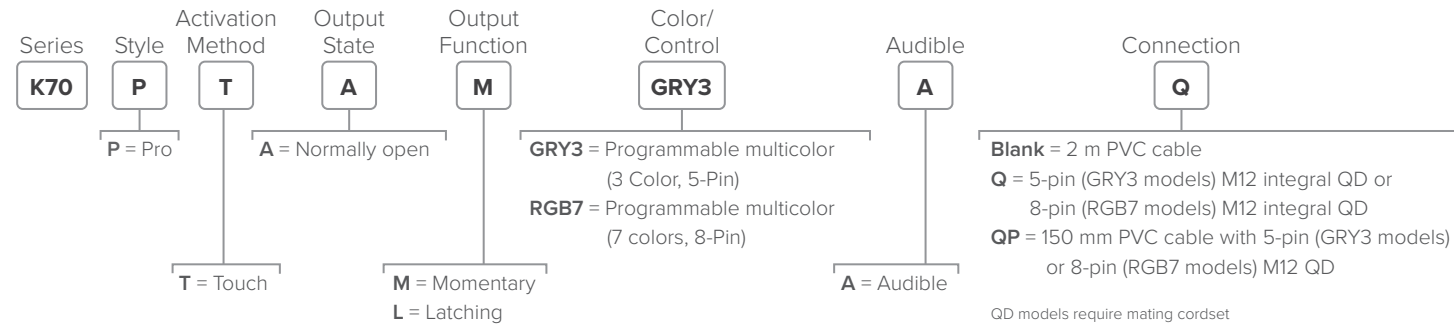 Series
Style
Activation
Method
Output
State
Output
Function
Color/
Control
Audible
Connection
K70
P
T
A
M
GRY3
A
Q
P = Pro
A = Normally open
GRY3 = Programmable multicolor
(3 Color, 5-Pin)
RGB7 = Programmable multicolor
(7 colors, 8-Pin)
Blank = 2 m PVC cable
Q = 5-pin (GRY3 models) M12 integral QD or
8-pin (RGB7 models) M12 integral QD
QP = 150 mm PVC cable with 5-pin (GRY3 models)
or 8-pin (RGB7 models) M12 QD
T = Touch
M = Momentary
L = Latching
A = Audible
QD models require mating cordset